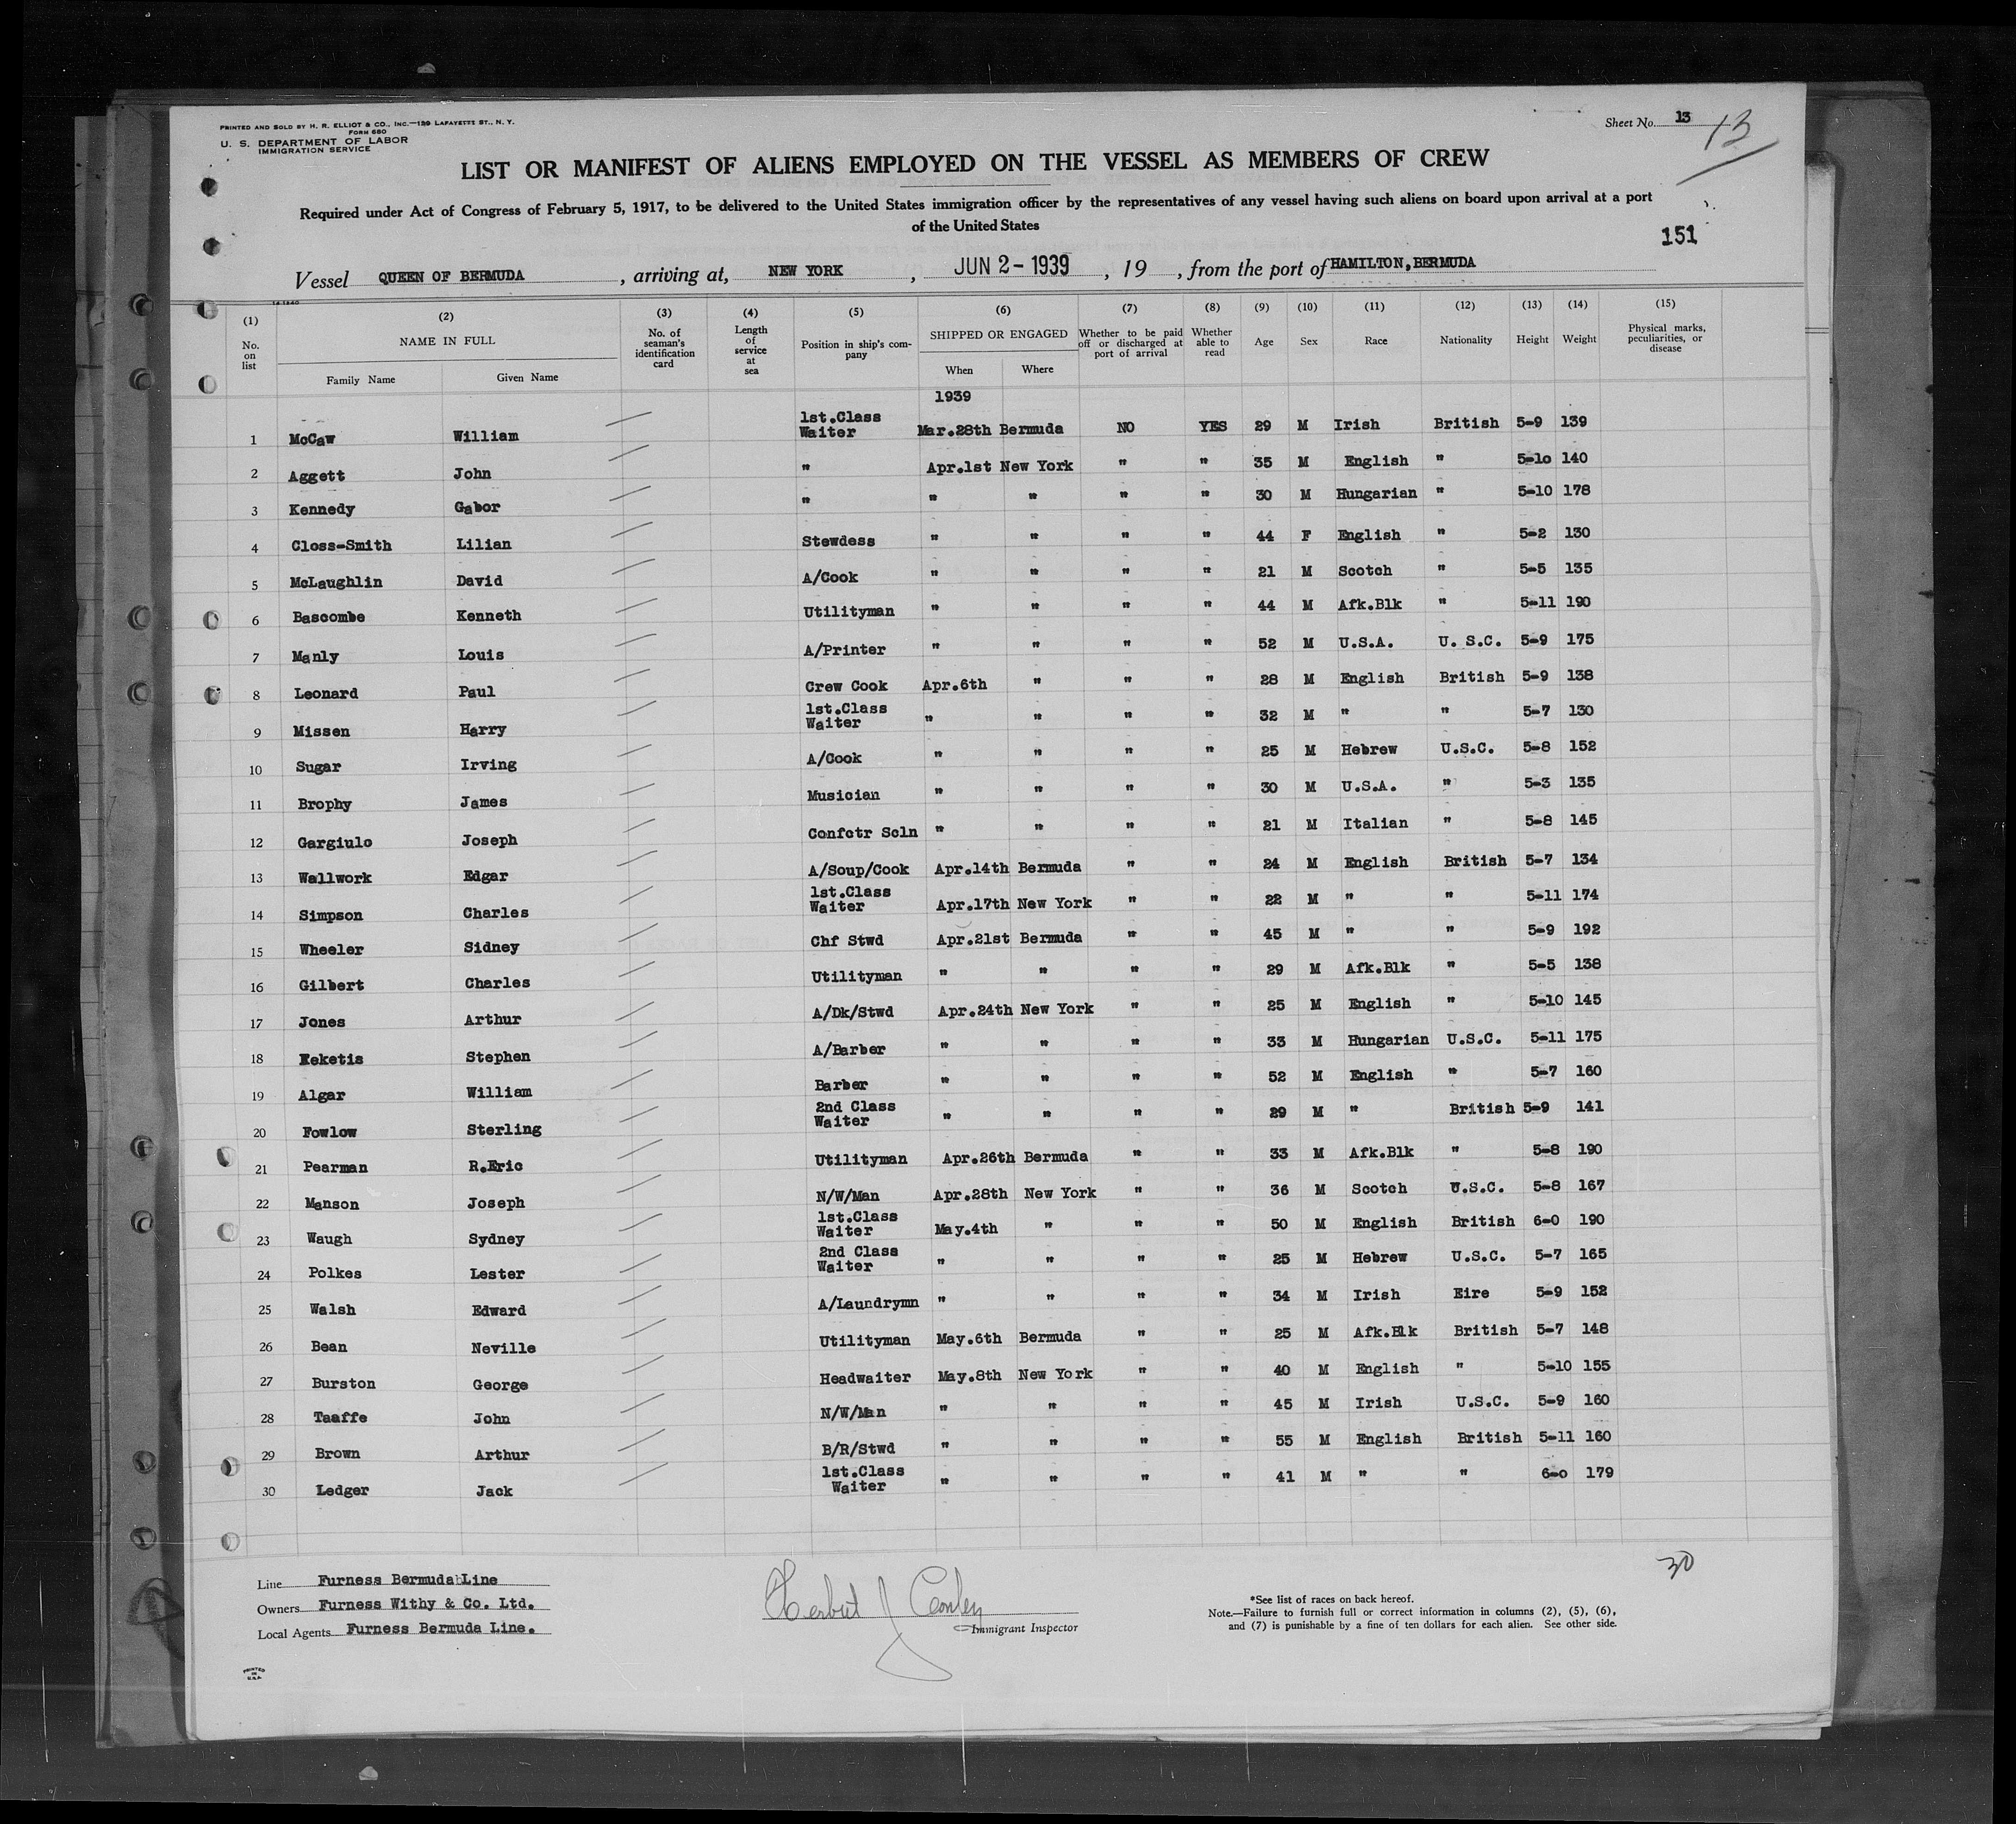 PRINTED AND SOLD BY H. R. ELLIOT & CO., INC.—129 LAFAYETTE ST., N. Y.
FORM 680
U. S. DEPARTMENT OF LABOR
IMMIGRATION SERVICE
Sheet No. 13
13
LIST OR MANIFEST OF ALIENS EMPLOYED ON THE VESSEL AS MEMBERS OF CREW
Required under Act of Congress of February 5, 1917, to be delivered to the United States immigration officer by the representatives of any vessel having such aliens on board upon arrival at a port
of the United States
151
Vessel QUEEN OF BERMUDA, arriving at, NEW YORK, JUN 2-1939, 19 , from the port of HAMILTON, BERMUDA
(1) No. on list (2) NAME IN FULL Family Name Given Name (3) No. of seaman's identification card (4) Length of service at sea (5) Position in ship's company (6) SHIPPED OR ENGAGED When Where (7) Whether to be paid off or discharged at port of arrival (8) Whether able to read (9) Age (10) Sex (11) Race (12) Nationality (13) Height (14) Weight (15) Physical marks, peculiarities, or disease
1939
1 McCaw William 1st.Class Waiter Mar.28th Bermuda NO YES 29 M Irish British 5-9 139
2 Aggett John " Apr.1st New York " " 35 M English " 5-10 140
3 Kennedy Gabor " " " " " 30 M Hungarian " 5-10 178
4 Closs-Smith Lilian Stewdess " " " " 44 F English " 5-2 130
5 McLaughlin David A/Cook " " " " 21 M Scotch " 5-5 135
6 Bascombe Kenneth Utilityman " " " " 44 M Afk.Blk " 5-11 190
7 Manly Louis A/Printer " " " " 52 M U.S.A. U. S.C. 5-9 175
8 Leonard Paul Crew Cook Apr.6th " " " 28 M English British 5-9 138
9 Missen Harry 1st.Class Waiter " " " " 32 M " " 5-7 130
10 Sugar Irving A/Cook " " " " 25 M Hebrew U.S.C. 5-8 152
11 Brophy James Musician " " " " 30 M U.S.A. " 5-3 135
12 Gargiulo Joseph Confctr Scln " " " " 21 M Italian " 5-8 145
13 Wallwork Edgar A/Soup/Cook Apr.14th Bermuda " " 24 M English British 5-7 134
14 Simpson Charles 1st.Class Waiter Apr.17th New York " " 22 M " " 5-11 174
15 Wheeler Sidney Chf Stwd Apr.21st Bermuda " " 45 M " " 5-9 192
16 Gilbert Charles Utilityman " " " " 29 M Afk.Blk " 5-5 138
17 Jones Arthur A/Dk/Stwd Apr.24th New York " " 25 M English " 5-10 145
18 Keketis Stephen A/Barber " " " " 33 M Hungarian U.S.C. 5-11 175
19 Algar William Barber " " " " 52 M English " 5-7 160
20 Fowlow Sterling 2nd Class Waiter " " " " 29 M " British 5-9 141
21 Pearman R.Eric Utilityman Apr.26th Bermuda " " 33 M Afk.Blk " 5-8 190
22 Manson Joseph N/W/Man Apr.28th New York " " 36 M Scotch U.S.C. 5-8 167
23 Waugh Sydney 1st.Class Waiter May.4th " " " 50 M English British 6-0 190
24 Polkes Lester 2nd Class Waiter " " " " 25 M Hebrew U.S.C. 5-7 165
25 Walsh Edward A/Laundrymn " " " " 34 M Irish Eire 5-9 152
26 Bean Neville Utilityman May.6th Bermuda " " 25 M Afk.Blk British 5-7 148
27 Burston George Headwaiter May.8th New York " " 40 M English " 5-10 155
28 Taaffe John N/W/Man " " " " 45 M Irish U.S.C. 5-9 160
29 Brown Arthur B/R/Stwd " " " " 55 M English British 5-11 160
30 Ledger Jack 1st.Class Waiter " " " " 41 M " " 6-0 179
30
Line Furness Bermuda Line
Owners Furness Withy & Co. Ltd.
Local Agents Furness Bermuda Line.
Herbert J Conley
Immigrant Inspector
*See list of races on back hereof.
Note.—Failure to furnish full or correct information in columns (2), (5), (6),
and (7) is punishable by a fine of ten dollars for each alien. See other side.
PRINTED
IN
U.S.A.